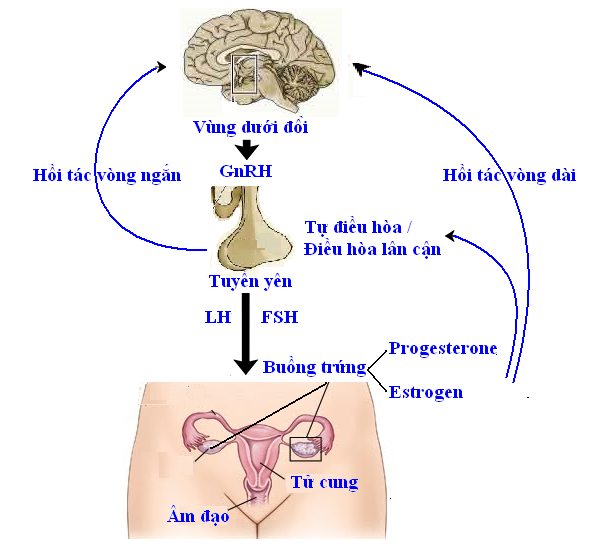 Vùng dưới đồi
GnRH
Hồi tác vòng ngắn
Hồi tác vòng dài
Tự điều hòa /
Điều hòa lân cận
Tuyến yên
LH
FSH
Buồng trứng
Progesterone
Estrogen
Tử cung
Âm đạo